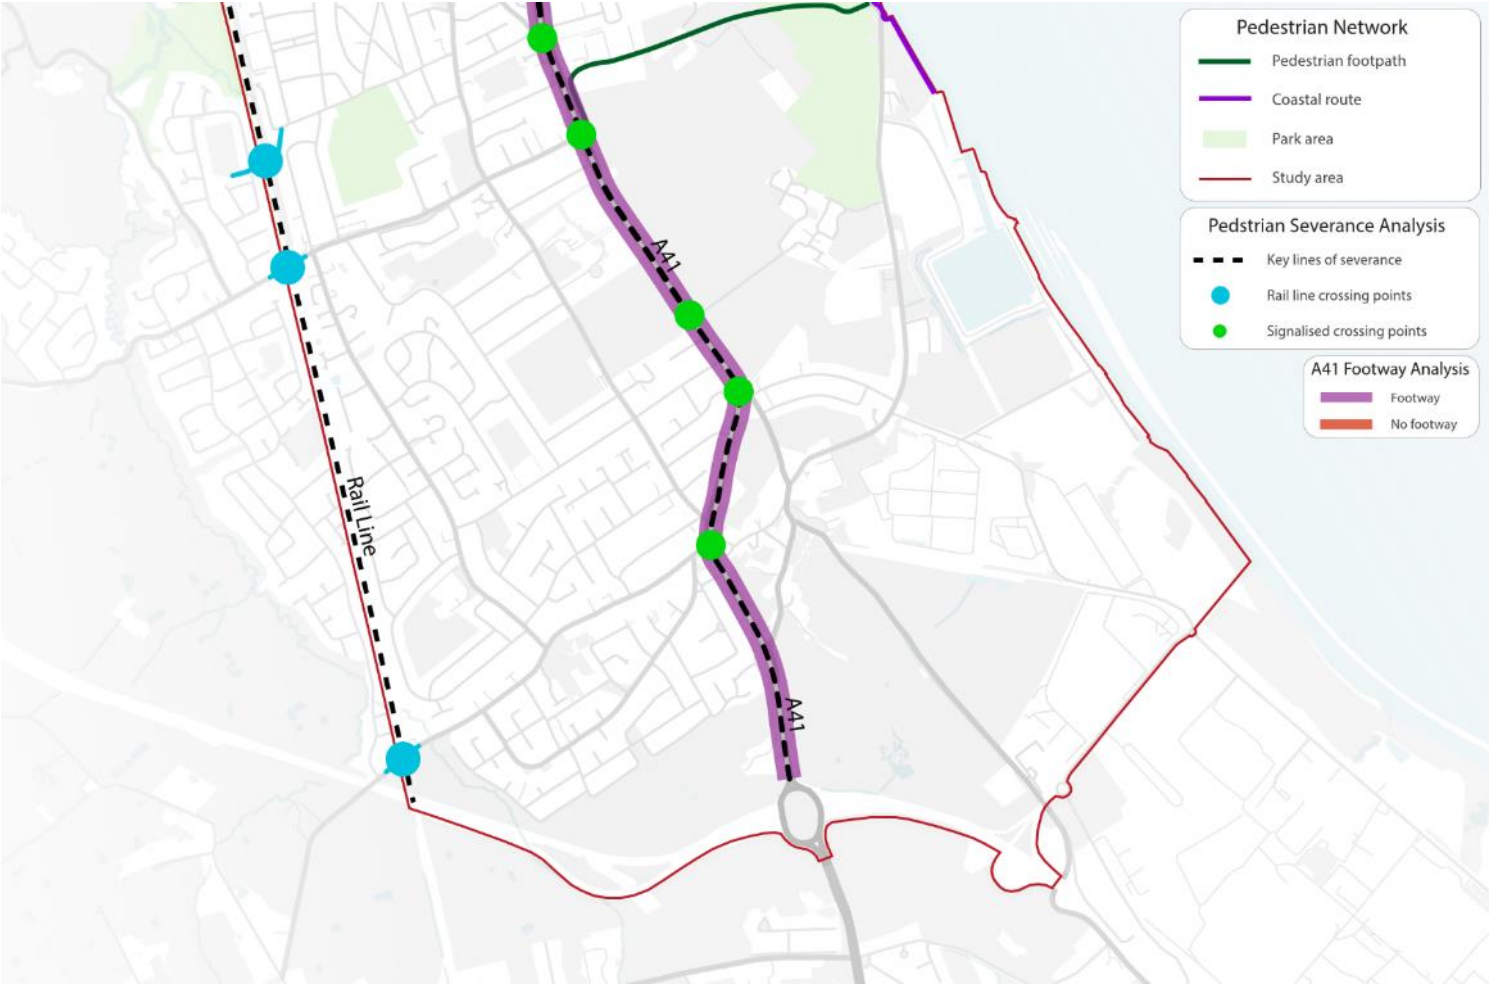 Pedestrian Network
Pedestrian footpath
Coastal route
Park area
Study area
Pedstrian Severance Analysis
Key lines of severance
Rail line crossing points
Signalised crossing points
A41 Footway Analysis
Footway
No footway
A41
Rail Line
A41